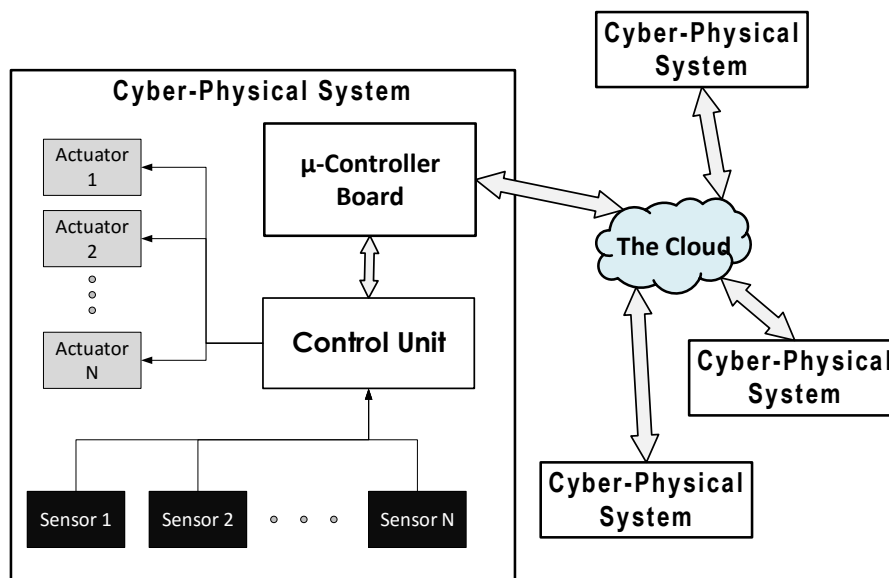 Cyber-Physical System
Actuator
1
Actuator
2
Actuator
N
μ-Controller
Board
Control Unit
Sensor 1
Sensor 2
Sensor N
Cyber-Physical
System
The Cloud
Cyber-Physical
System
Cyber-Physical
System